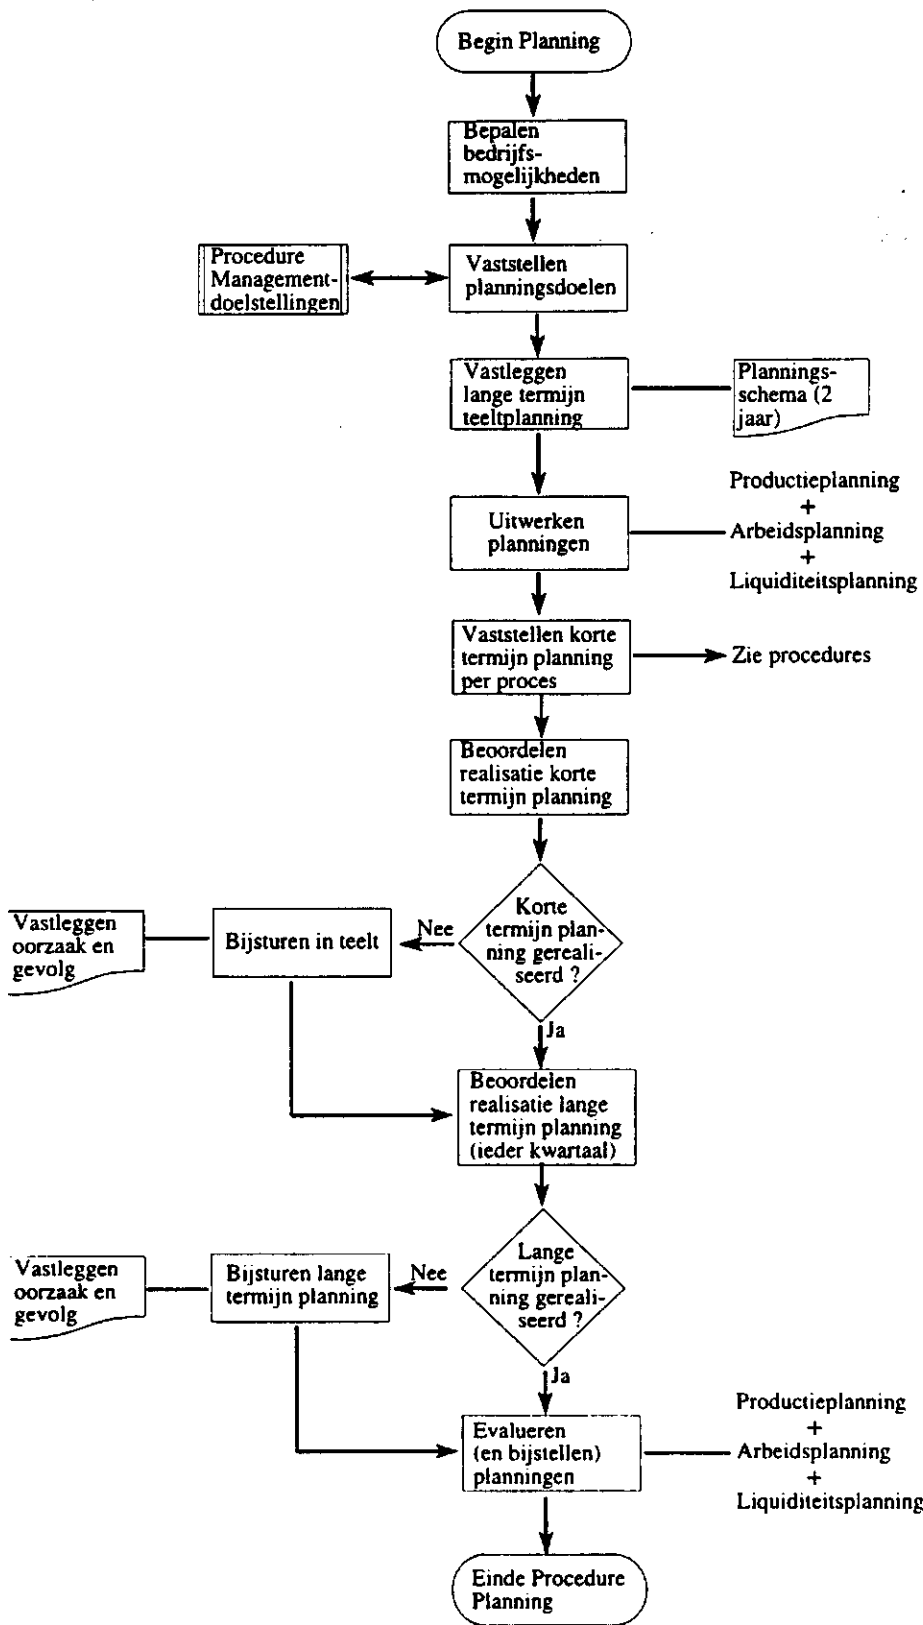 Begin Planning
Bepalen
bedrijfs-
mogelijkheden
Procedure
Management-
doelstellingen
Vaststellen
planningsdoelen
Vastleggen
lange termijn
teeltplanning
Plannings-
schema (2
jaar)
Uitwerken
planningen
Productieplanning
+
Arbeidsplanning
+
Liquiditeitsplanning
Vaststellen korte
termijn planning
per proces
Zie procedures
Beoordelen
realisatie korte
termijn planning
Korte
termijn plan-
ning gereali-
seerd ?
Nee
Bijsturen in teelt
Vastleggen
oorzaak en
gevolg
Ja
Beoordelen
realisatie lange
termijn planning
(ieder kwartaal)
Lange
termijn plan-
ning gereali-
seerd ?
Nee
Bijsturen lange
termijn planning
Vastleggen
oorzaak en
gevolg
Ja
Evalueren
(en bijstellen)
planningen
Productieplanning
+
Arbeidsplanning
+
Liquiditeitsplanning
Einde Procedure
Planning